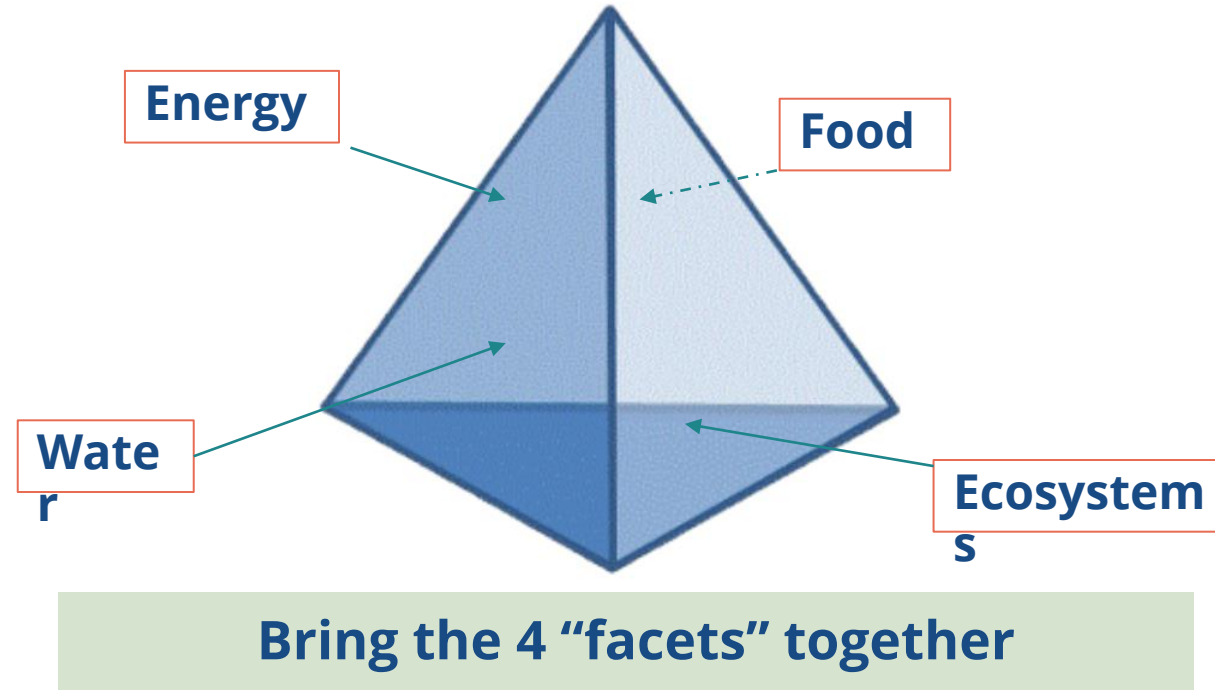 Energy
Food
Wate
r
Ecosystem
s
Bring the 4 “facets” together